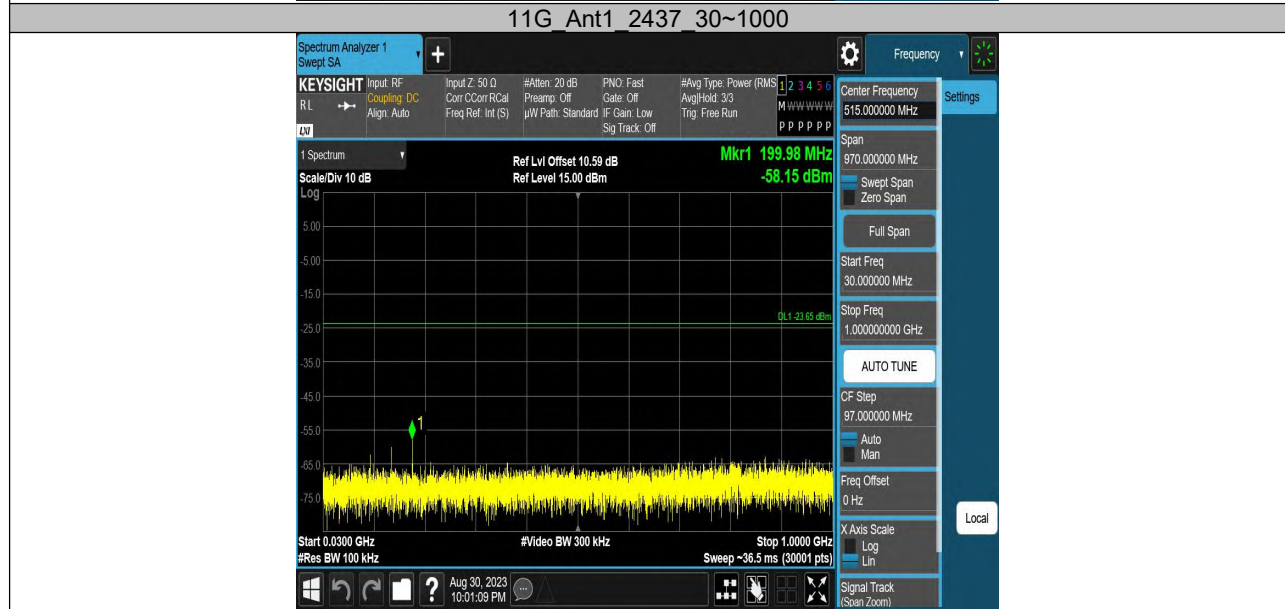 11G_Ant1_2437_30~1000
Spectrum Analyzer 1
Swept SA
+
Frequency
KEYSIGHT
RL
LXI
Input: RF
Coupling: DC
Align: Auto
Input Z: 50 Ω
Corr CCorr RCal
Freq Ref: Int (S)
#Atten: 20 dB
Preamp: Off
µW Path: Standard
PNO: Fast
Gate: Off
IF Gain: Low
Sig Track: Off
#Avg Type: Power (RMS
Avg|Hold: 3/3
Trig: Free Run
1 2 3 4 5 6
M W W W W W
P P P P P P
Center Frequency
515.000000 MHz
Settings
1 Spectrum
Scale/Div 10 dB
Log
Ref Lvl Offset 10.59 dB
Ref Level 15.00 dBm
Mkr1 199.98 MHz
-58.15 dBm
Span
970.000000 MHz
Swept Span
Zero Span
Full Span
Start Freq
30.000000 MHz
Stop Freq
1.000000000 GHz
AUTO TUNE
CF Step
97.000000 MHz
Auto
Man
Freq Offset
0 Hz
X Axis Scale
Log
Lin
Signal Track
(Span Zoom)
Local
5.00
-5.00
-15.0
DL1 -23.65 dBm
-25.0
-35.0
-45.0
1
-55.0
-65.0
-75.0
Start 0.0300 GHz
#Res BW 100 kHz
#Video BW 300 kHz
Stop 1.0000 GHz
Sweep ~36.5 ms (30001 pts)
?
Aug 30, 2023
10:01:09 PM